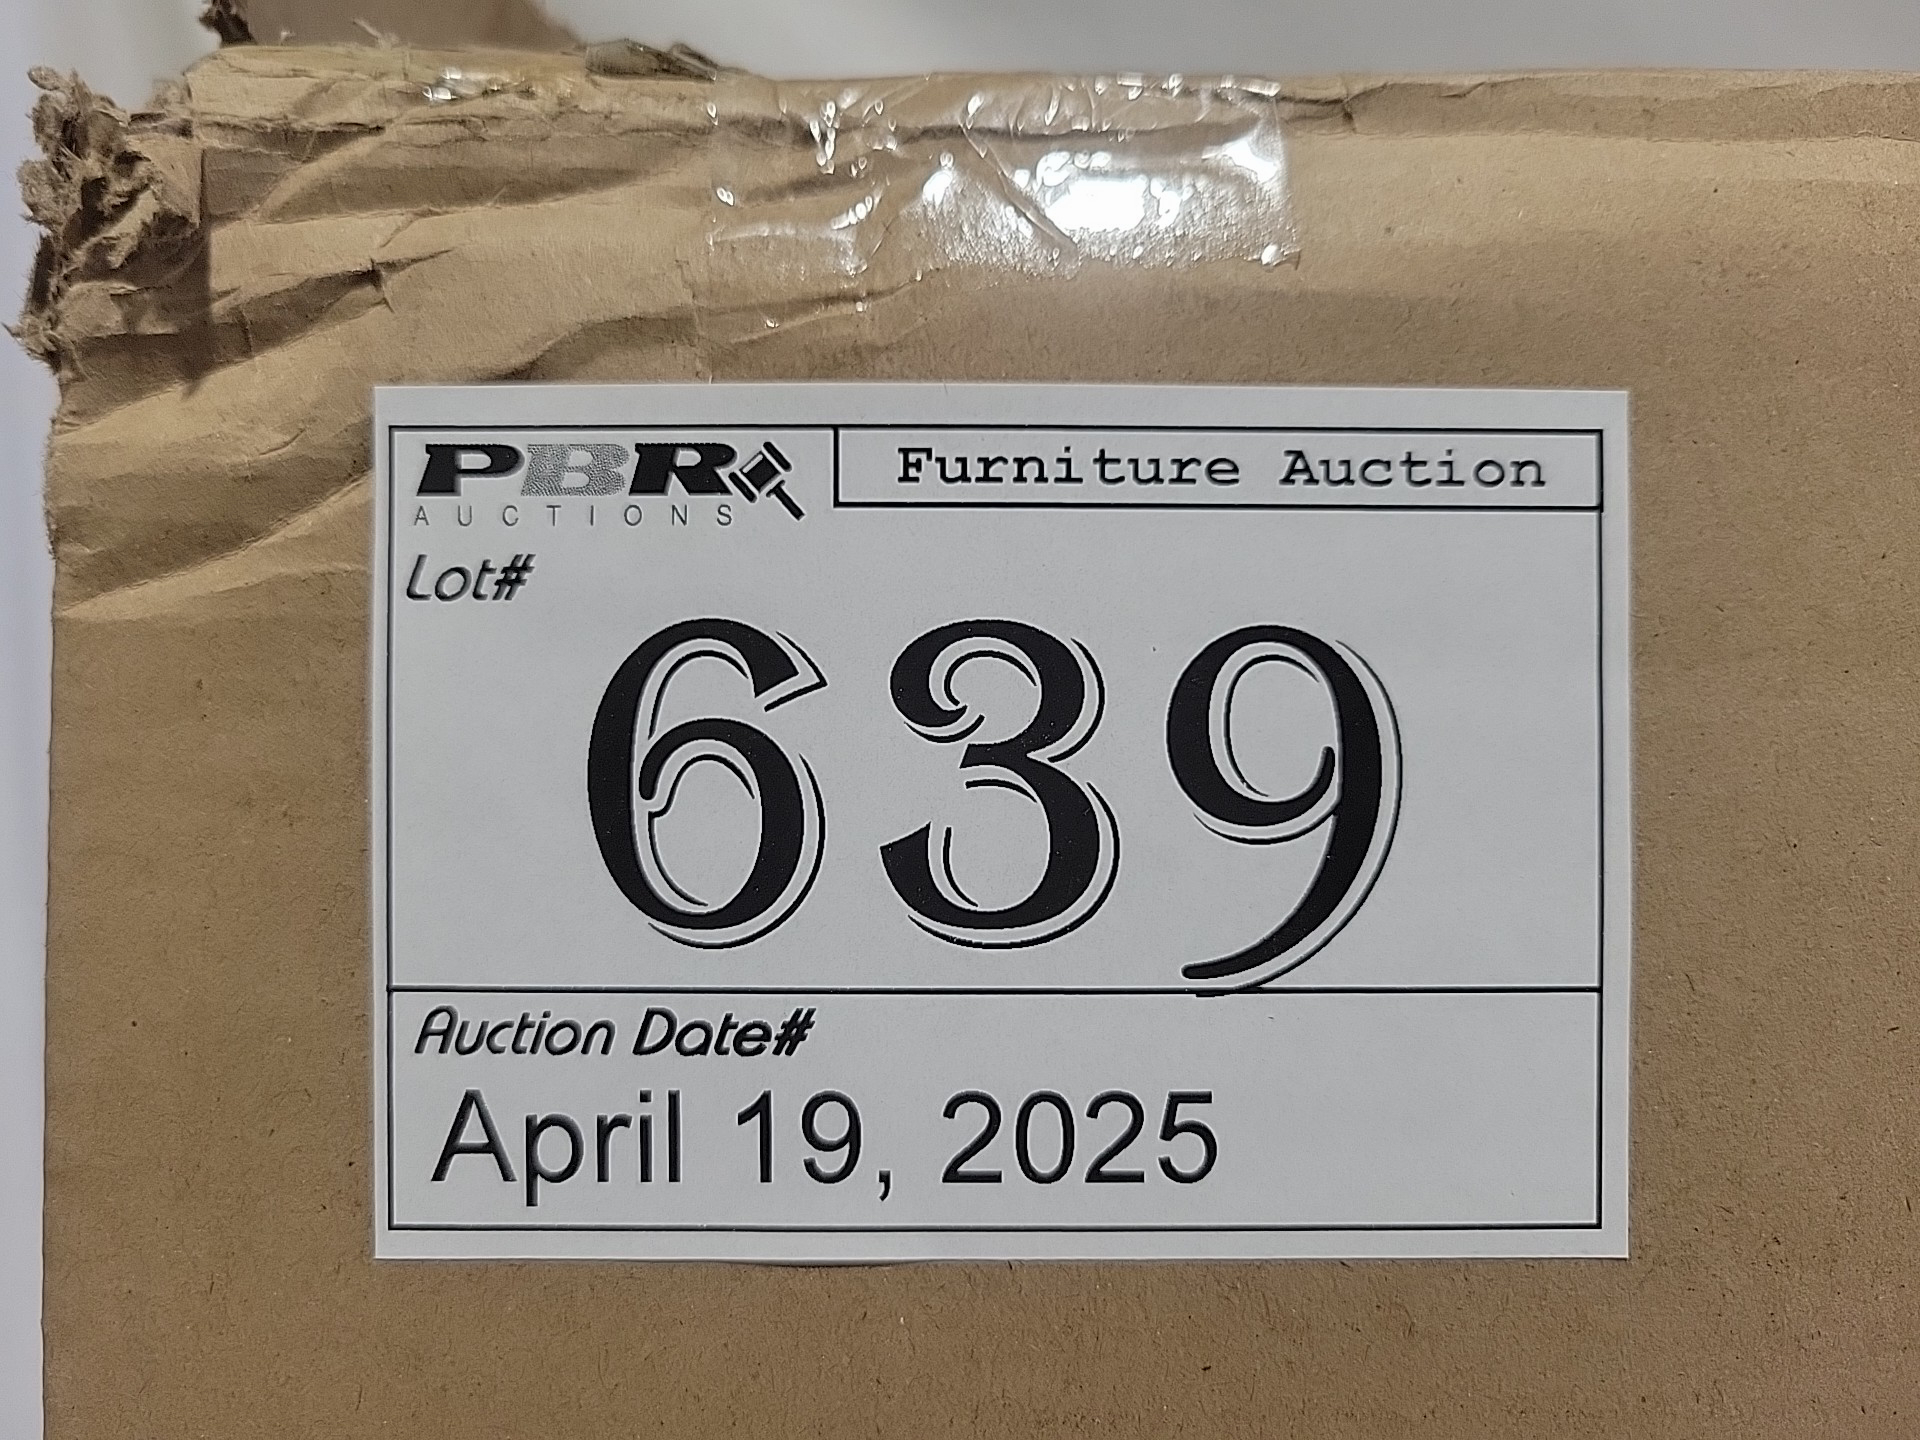 PBR
AUCTIONS
Furniture Auction
Lot#
639
Auction Date#
April 19, 2025